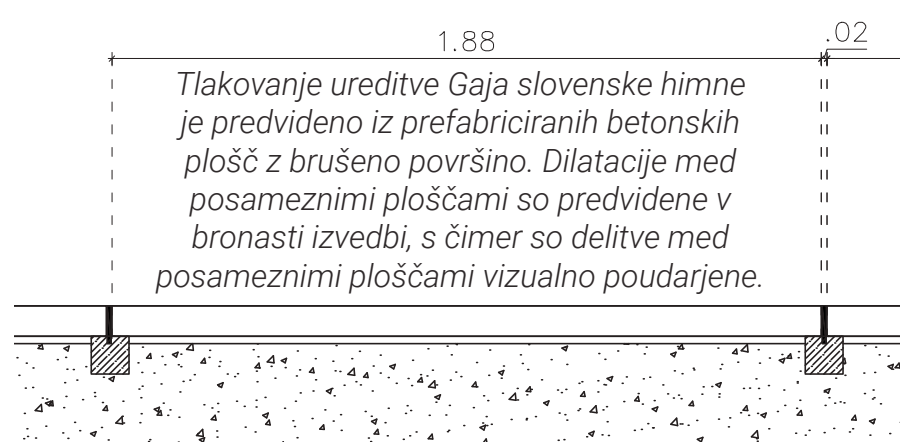 1.88
.02
Tlakovanje ureditve Gaja slovenske himne
je predvideno iz prefabriciranih betonskih
plošč z brušeno površino. Dilatacije med
posameznimi ploščami so predvidene v
bronasti izvedbi, s čimer so delitve med
posameznimi ploščami vizualno poudarjene.